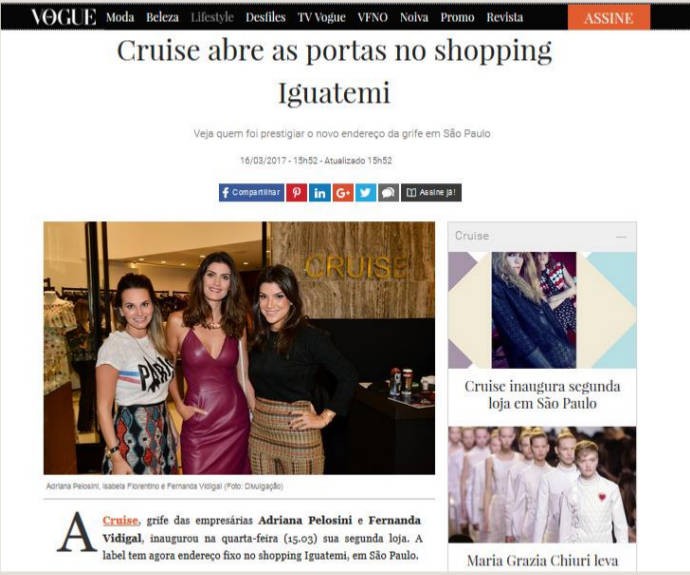 VOGUE Moda Beleza Lifestyle Desfiles TV Vogue VFNO Noiva Promo Revista ASSINE
Cruise abre as portas no shopping
Iguatemi
Veja quem foi prestigiar o novo endereço da grife em São Paulo
16/03/2017 - 15h52 - Atualizado 15h52
Compartilhar in G+ Assine já!
CRUISE
PARIS
Adriana Pelosini, Isabela Fiorentino e Fernanda Vidigal (Foto: Divulgação)
A Cruise, grife das empresárias Adriana Pelosini e Fernanda
Vidigal, inaugurou na quarta-feira (15.03) sua segunda loja. A
label tem agora endereço fixo no shopping Iguatemi, em São Paulo.
Cruise
Cruise inaugura segunda
loja em São Paulo
Maria Grazia Chiuri leva